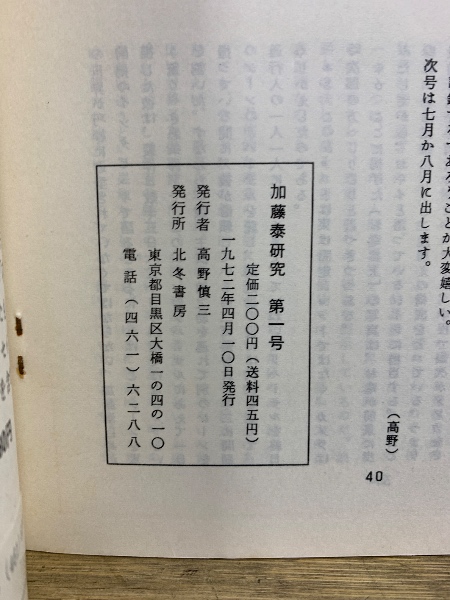 次号は七月か八月に出します。
（高野）
加藤泰研究　第一号
定価二〇〇円（送料四五円）
一九七二年四月一〇日発行
発行者　高野慎三
発行所　北冬書房
東京都目黒区大橋一の四の一〇
電話（四六一）六二八八
40